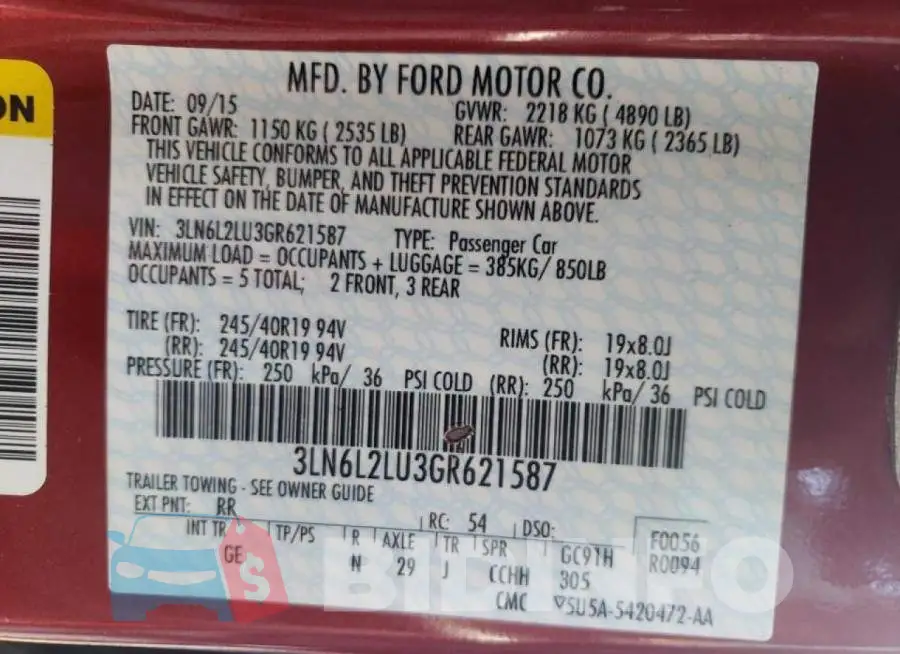 ON
MFD. BY FORD MOTOR CO.
DATE: 09/15 GVWR: 2218 KG ( 4890 LB)
FRONT GAWR: 1150 KG ( 2535 LB) REAR GAWR: 1073 KG ( 2365 LB)
THIS VEHICLE CONFORMS TO ALL APPLICABLE FEDERAL MOTOR
VEHICLE SAFETY, BUMPER, AND THEFT PREVENTION STANDARDS
IN EFFECT ON THE DATE OF MANUFACTURE SHOWN ABOVE.
VIN: 3LN6L2LU3GR621587 TYPE: Passenger Car
MAXIMUM LOAD = OCCUPANTS + LUGGAGE = 385KG/ 850LB
OCCUPANTS = 5 TOTAL; 2 FRONT, 3 REAR
TIRE (FR): 245/40R19 94V RIMS (FR): 19x8.0J
(RR): 245/40R19 94V (RR): 19x8.0J
PRESSURE (FR): 250 kPa/ 36 PSI COLD (RR): 250 kPa/ 36 PSI COLD
3LN6L2LU3GR621587
TRAILER TOWING - SEE OWNER GUIDE
EXT PNT: RR RC: 54 DSO: F0056
INT TR TP/PS R AXLE TR SPR GC91H R0094
GE N 29 J CCHH 305
CMC ▽SU5A-5420472-AA
$ BIDINFO